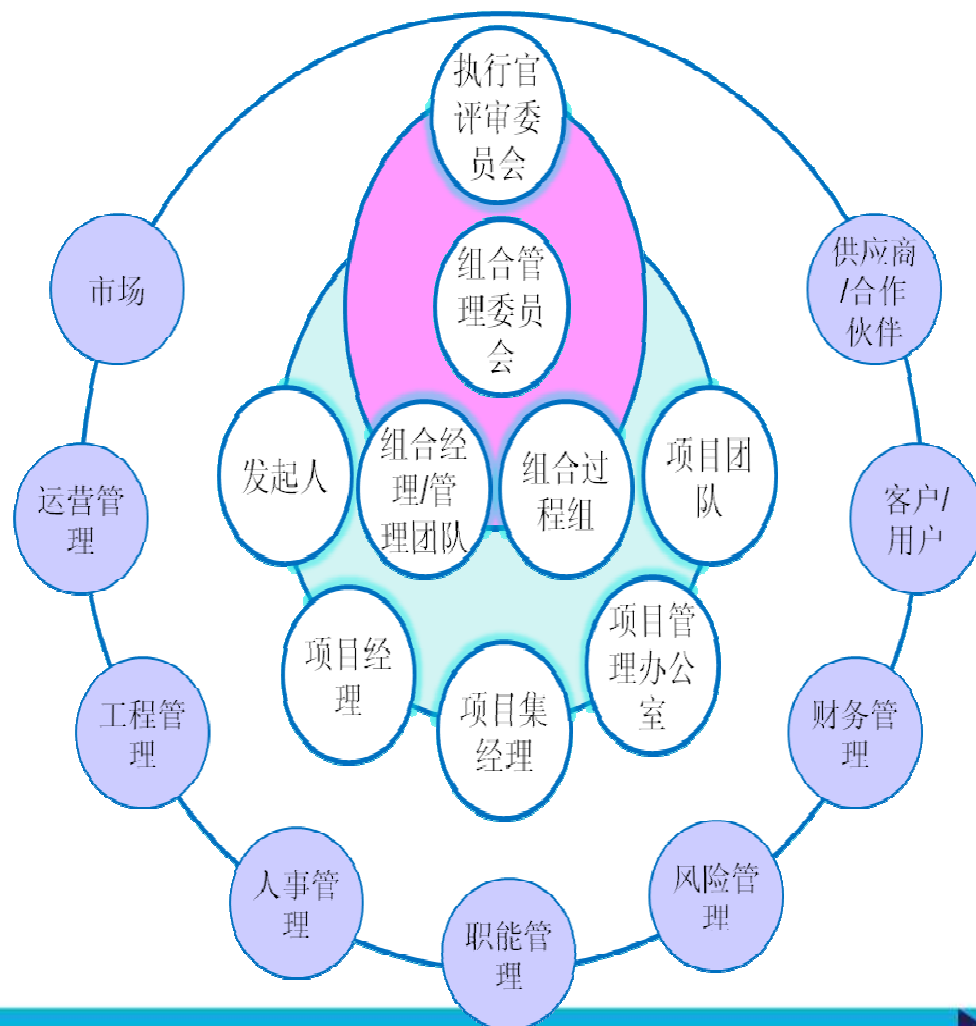 执行官
评审委
员会
市场
组合管
理委员
会
供应商
/合作
伙伴
发起人
组合经
理/管
理团队
组合过
程组
项目团
队
运营管
理
客户/
用户
项目经
理
项目集
经理
项目管
理办公
室
工程管
理
财务管
理
人事管
理
职能管
理
风险管
理